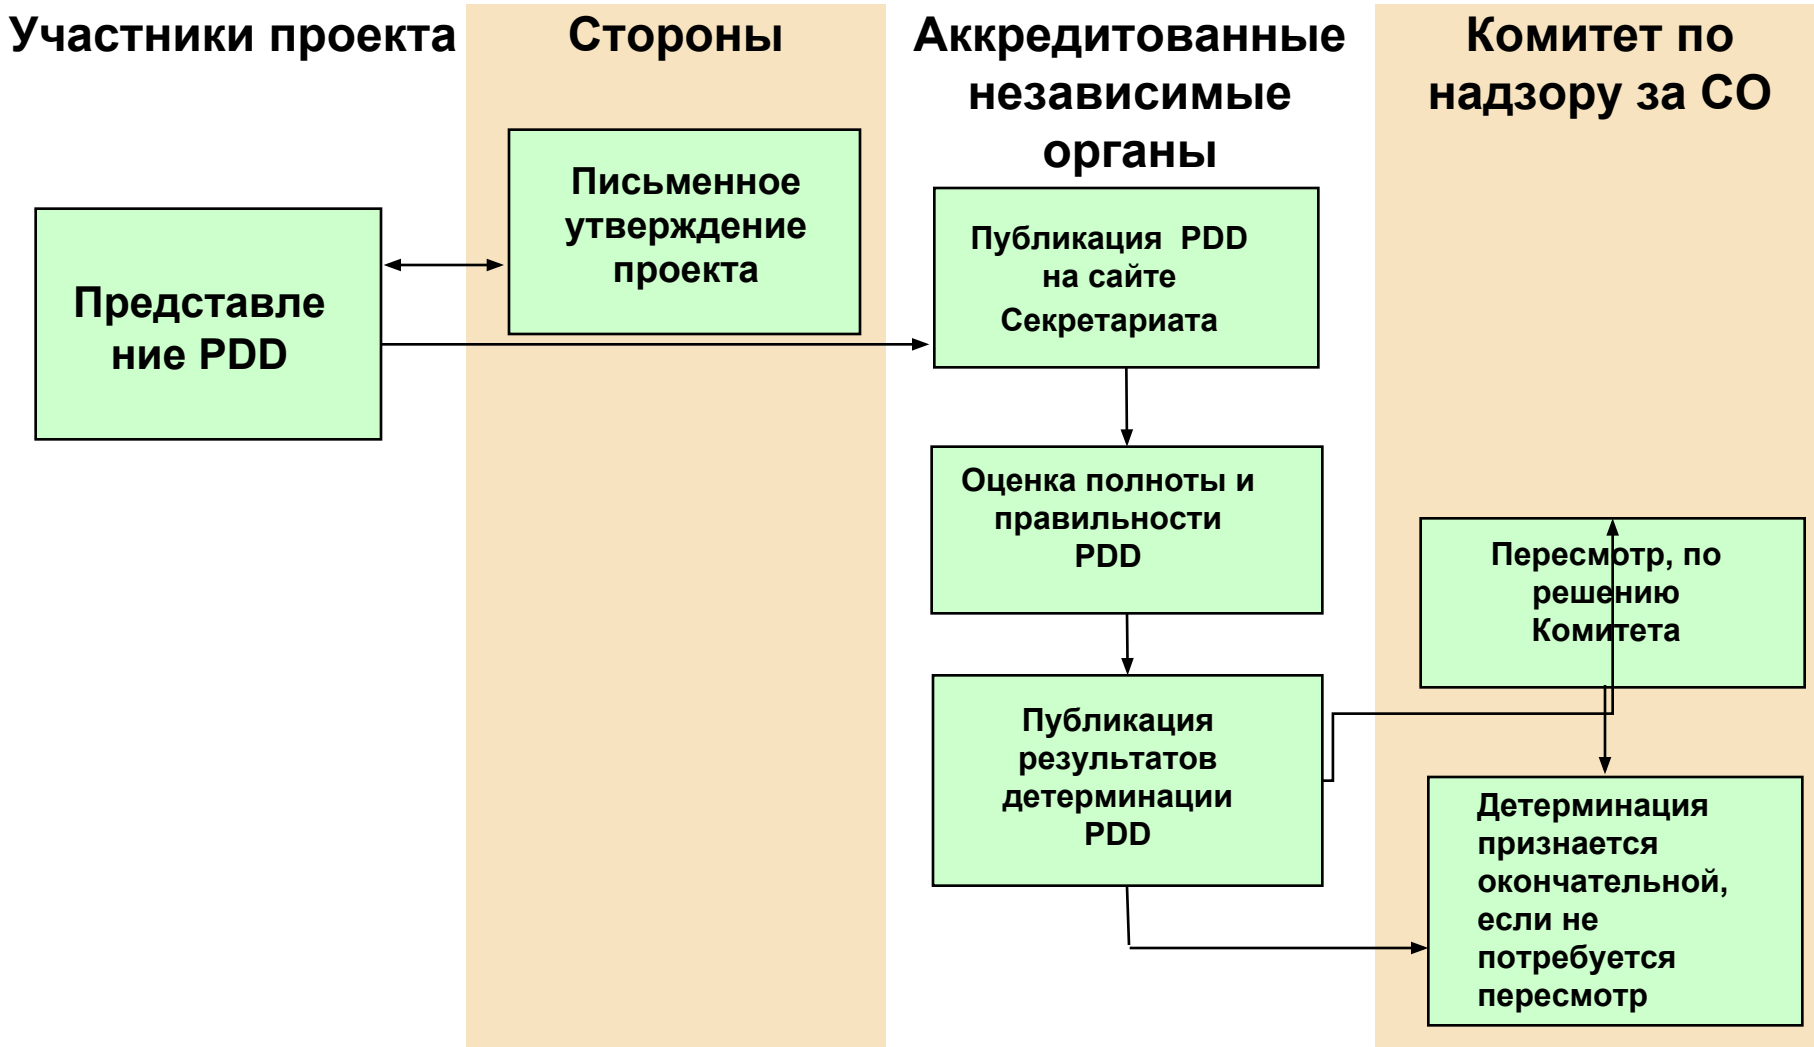 Участники проекта
Стороны
Аккредитованные
независимые
органы
Комитет по
надзору за СО
Представле
ние PDD
Письменное
утверждение
проекта
Публикация PDD
на сайте
Секретариата
Оценка полноты и
правильности
PDD
Публикация
результатов
детерминации
PDD
Пересмотр, по
решению
Комитета
Детерминация
признается
окончательной,
если не
потребуется
пересмотр